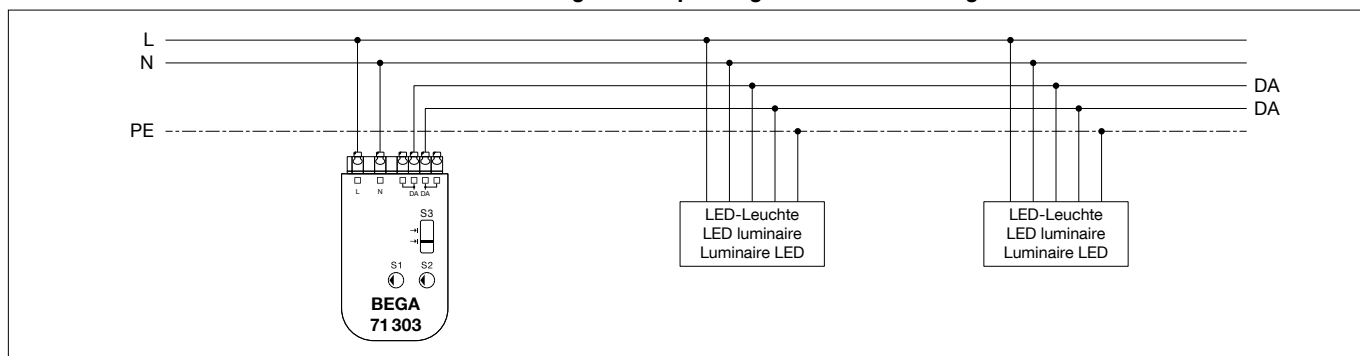 L
N
DA
DA
PE
L N DA DA
S3
S1 S2
BEGA
71 303
LED-Leuchte
LED luminaire
Luminaire LED
LED-Leuchte
LED luminaire
Luminaire LED